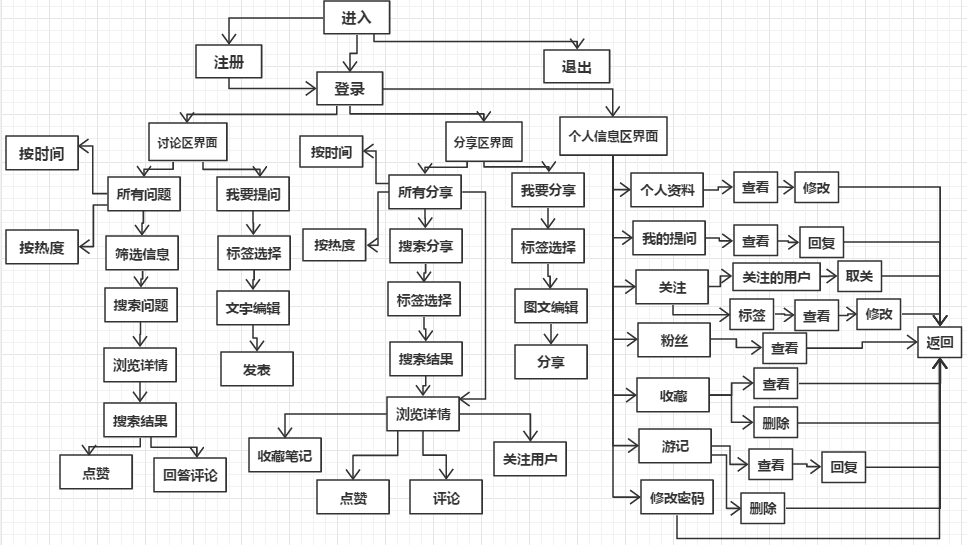 进入
注册
退出
登录
讨论区界面
分享区界面
个人信息区界面
按时间
所有问题
我要提问
按热度
筛选信息
标签选择
搜索问题
文字编辑
浏览详情
发表
搜索结果
点赞
回答评论
按时间
所有分享
我要分享
按热度
搜索分享
标签选择
标签选择
图文编辑
搜索结果
分享
浏览详情
收藏笔记
关注用户
点赞
评论
个人资料
查看
修改
我的提问
查看
回复
关注
关注的用户
取关
标签
查看
修改
粉丝
查看
返回
收藏
查看
删除
游记
查看
回复
修改密码
删除